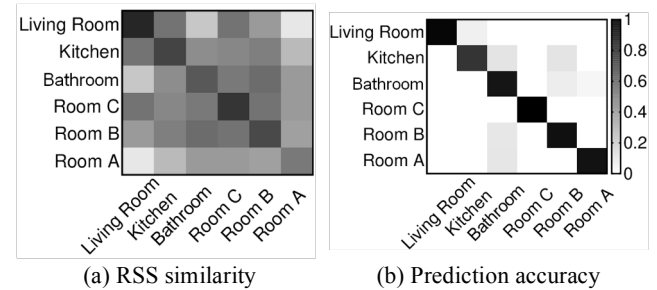 Living Room
Kitchen
Bathroom
Room C
Room B
Room A
Living Room
Kitchen
Bathroom
Room C
Room B
Room A
(a) RSS similarity
Living Room
Kitchen
Bathroom
Room C
Room B
Room A
Living Room
Kitchen
Bathroom
Room C
Room B
Room A
1
0.8
0.6
0.4
0.2
0
(b) Prediction accuracy